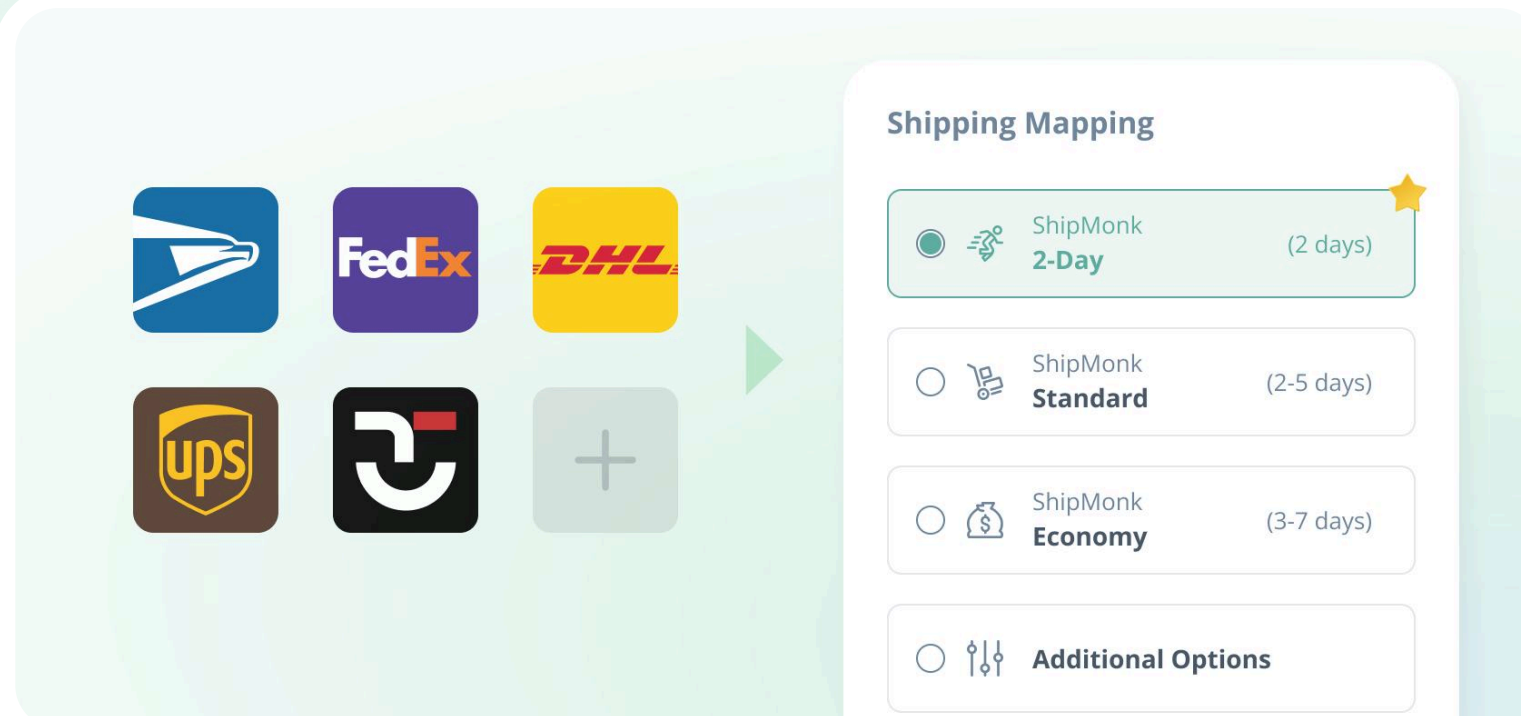 FedEx
DHL
ups
Shipping Mapping
ShipMonk
2-Day
(2 days)
ShipMonk
Standard
(2-5 days)
ShipMonk
Economy
(3-7 days)
$
Additional Options